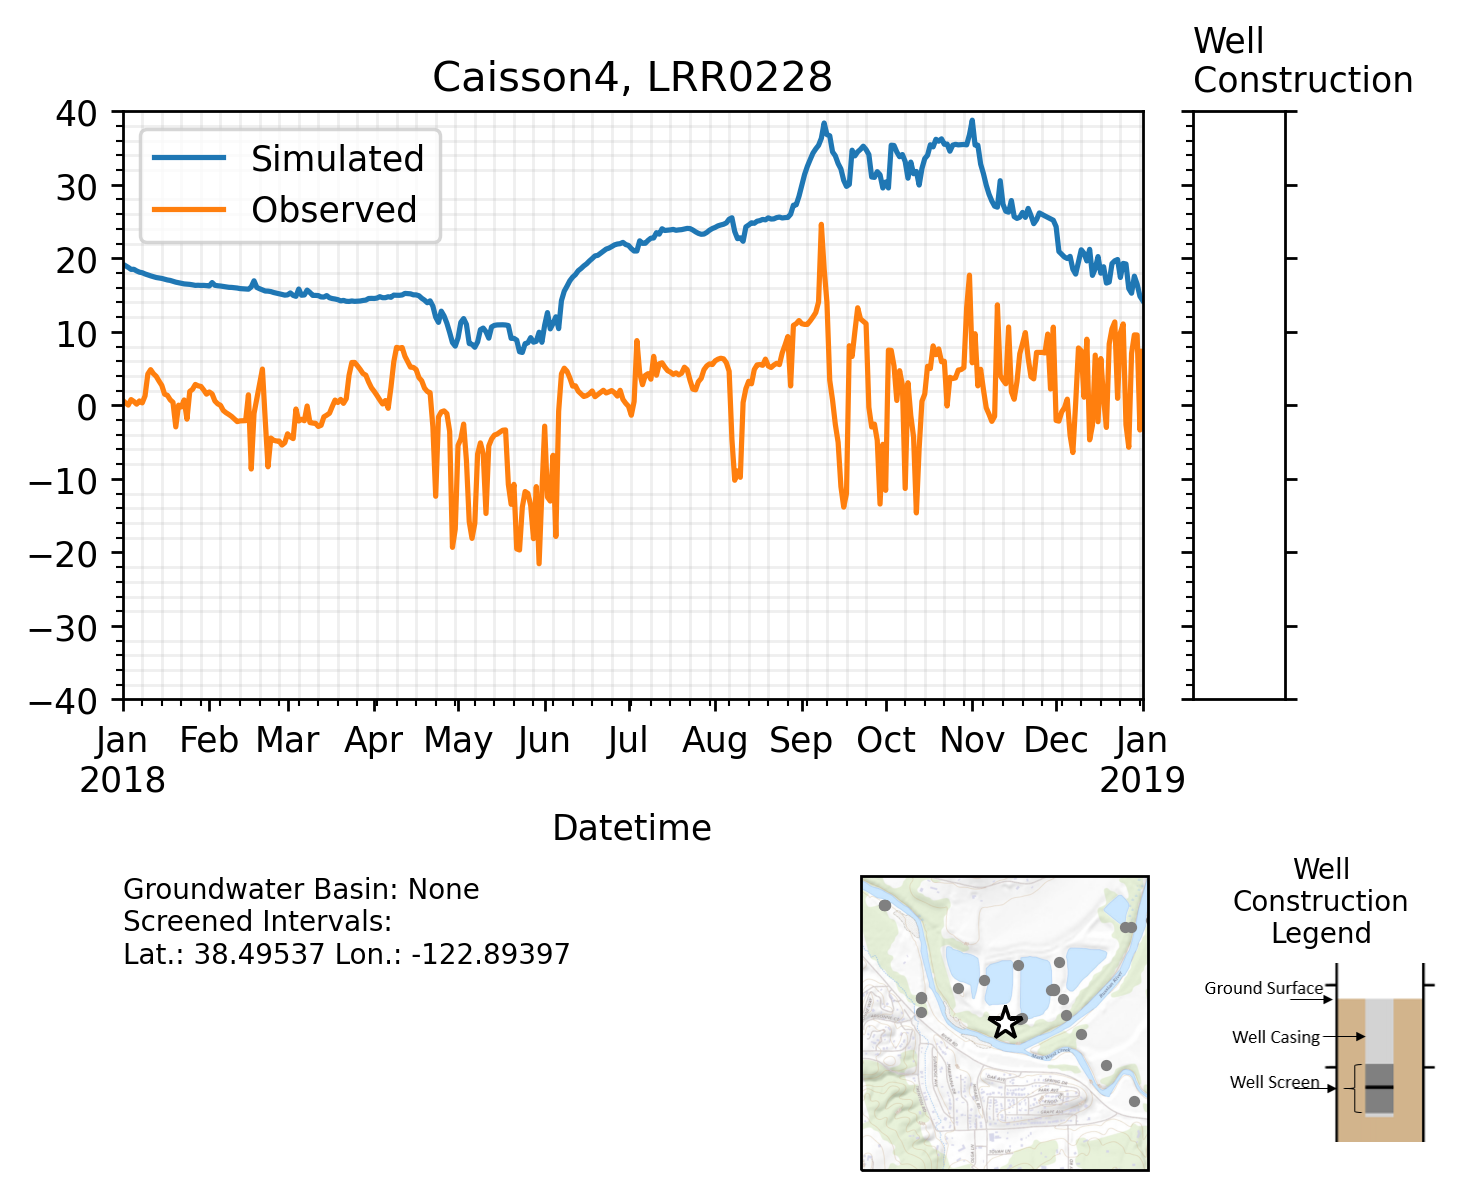 Well
Construction
Caisson4, LRR0228
Simulated
Observed
40
30
20
10
0
−10
−20
−30
−40
Jan Feb Mar Apr May Jun Jul Aug Sep Oct Nov Dec Jan
2018 2019
Datetime
Groundwater Basin: None
Screened Intervals:
Lat.: 38.49537 Lon.: -122.89397
Well
Construction
Legend
Ground Surface
Well Casing
Well Screen